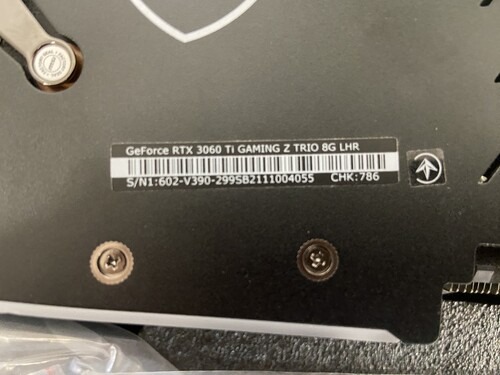 GeForce RTX 3060 Ti GAMING Z TRIO 8G LHR
S/N1:602-V390-299SB2111004055 CHK:786